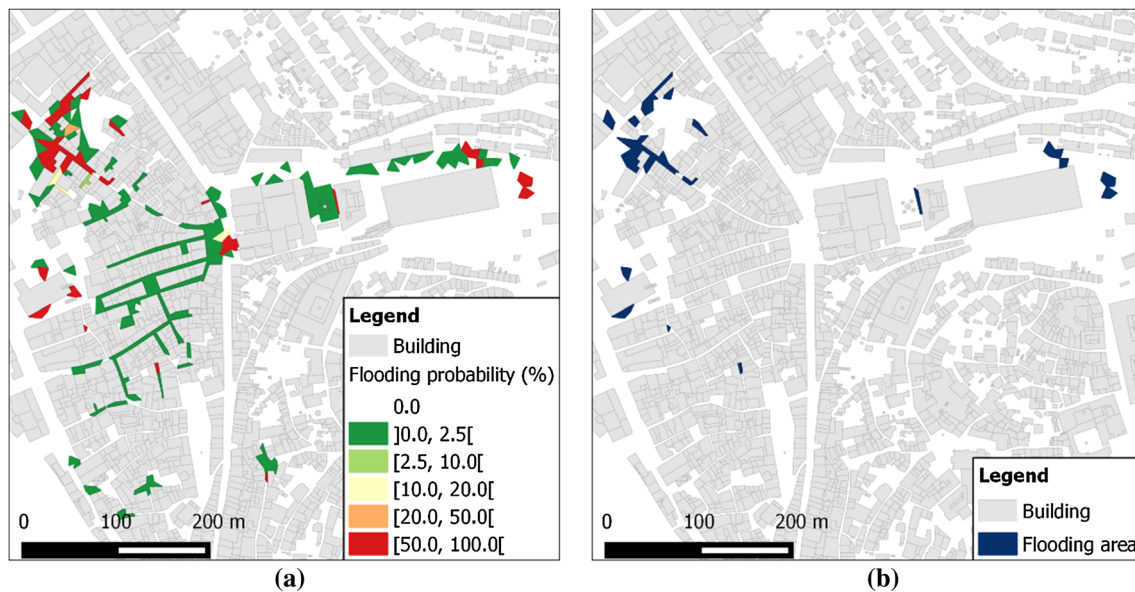 Legend
Building
Flooding probability (%)
0.0
]0.0, 2.5[
[2.5, 10.0[
[10.0, 20.0[
[20.0, 50.0[
[50.0, 100.0[
0 100 200 m
(a)
Legend
Building
Flooding area
0 100 200 m
(b)